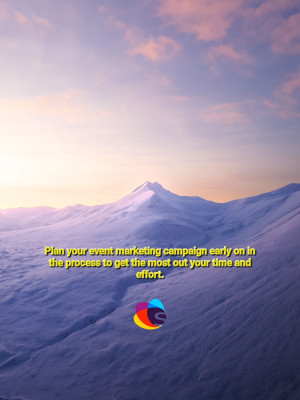 Plan your event marketing campaign early on in
the process to get the most out your time and
effort.
S